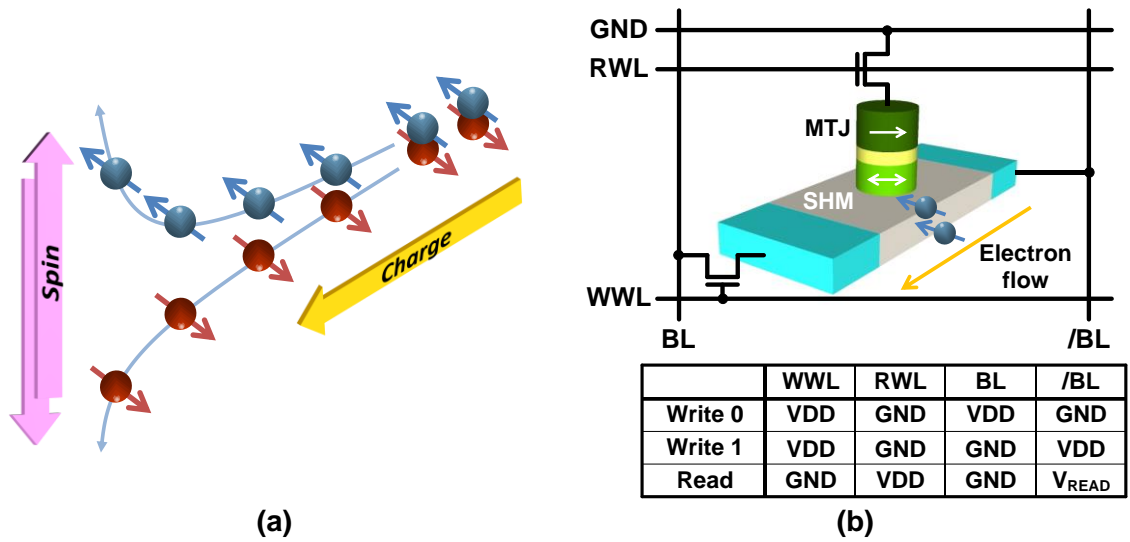 Spin
Charge
(a)
GND
RWL
MTJ
SHM
Electron
flow
WWL
BL /BL
WWL RWL BL /BL
Write 0 VDD GND VDD GND
Write 1 VDD GND GND VDD
Read GND VDD GND VREAD
(b)